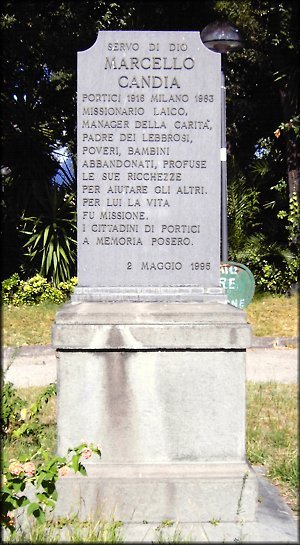 SERVO DI DIO
MARCELLO
CANDIA
PORTICI 1916 MILANO 1983
MISSIONARIO LAICO,
MANAGER DELLA CARITÀ,
PADRE DEI LEBBROSI,
POVERI, BAMBINI
ABBANDONATI, PROFUSE
LE SUE RICCHEZZE
PER AIUTARE GLI ALTRI.
PER LUI LA VITA
FU MISSIONE.
I CITTADINI DI PORTICI
A MEMORIA POSERO.
2 MAGGIO 1995